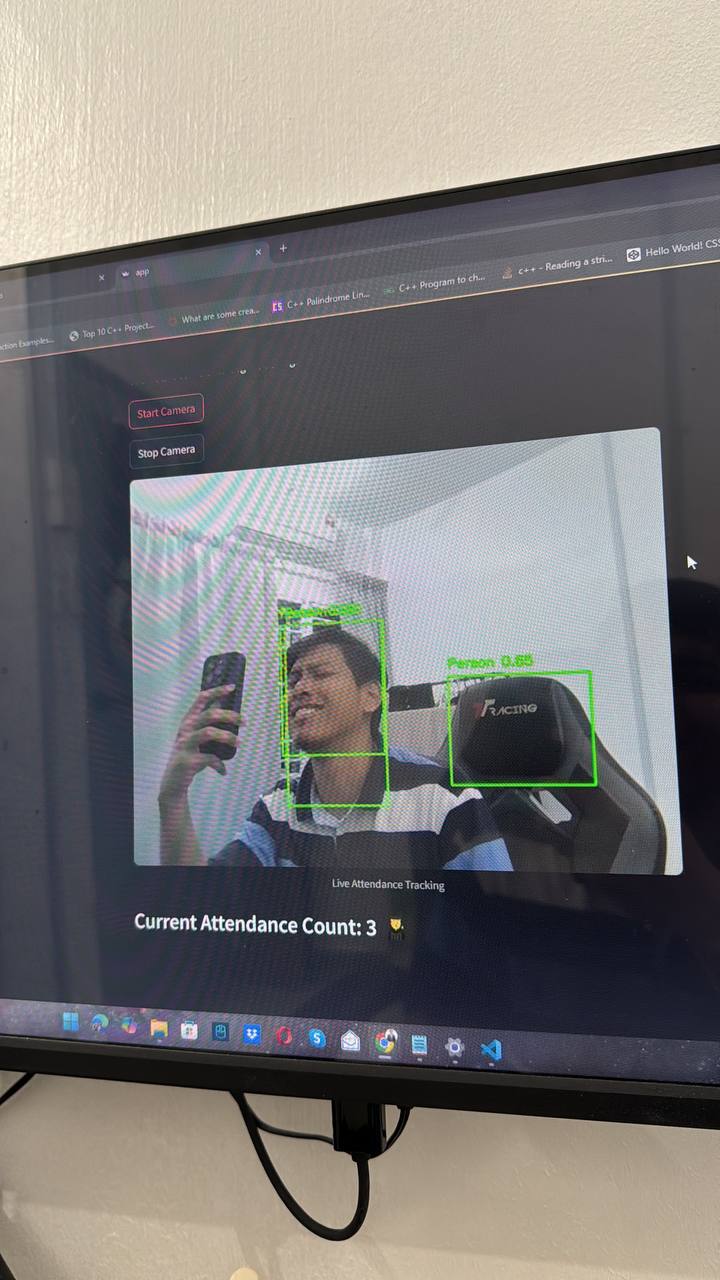 app
ction Examples...
Top 10 C++ Project...
What are some crea...
C++ Palindrome Lin...
C++ Program to ch...
c++ - Reading a stri...
Hello World! CSS
Start Camera
Stop Camera
Person 0.65
RACING
Live Attendance Tracking
Current Attendance Count: 3